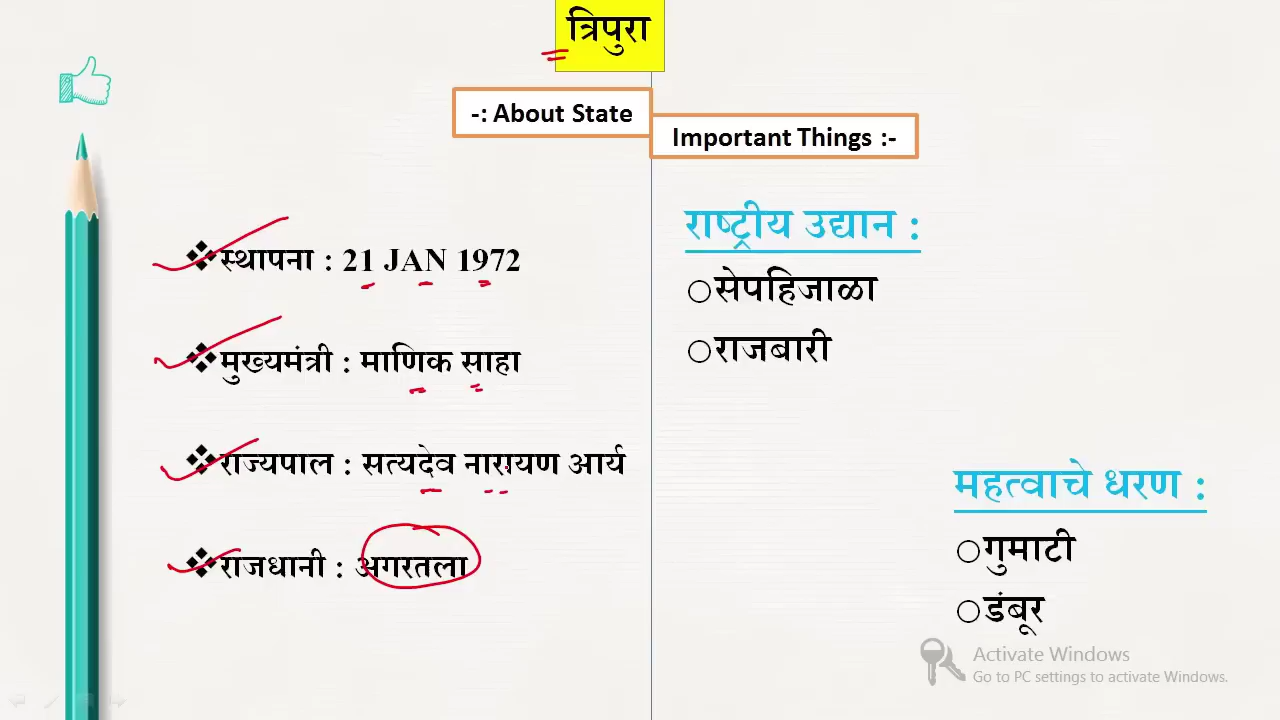 त्रिपुरा
-: About State
Important Things :-
स्थापना : 21 JAN 1972
मुख्यमंत्री : माणिक साहा
राज्यपाल : सत्यदेव नारायण आर्य
राजधानी : अगरतला
राष्ट्रीय उद्यान :
सेपहिजाळा
राजबारी
महत्वाचे धरण :
गुमाटी
डंबूर
Activate Windows
Go to PC settings to activate Windows.